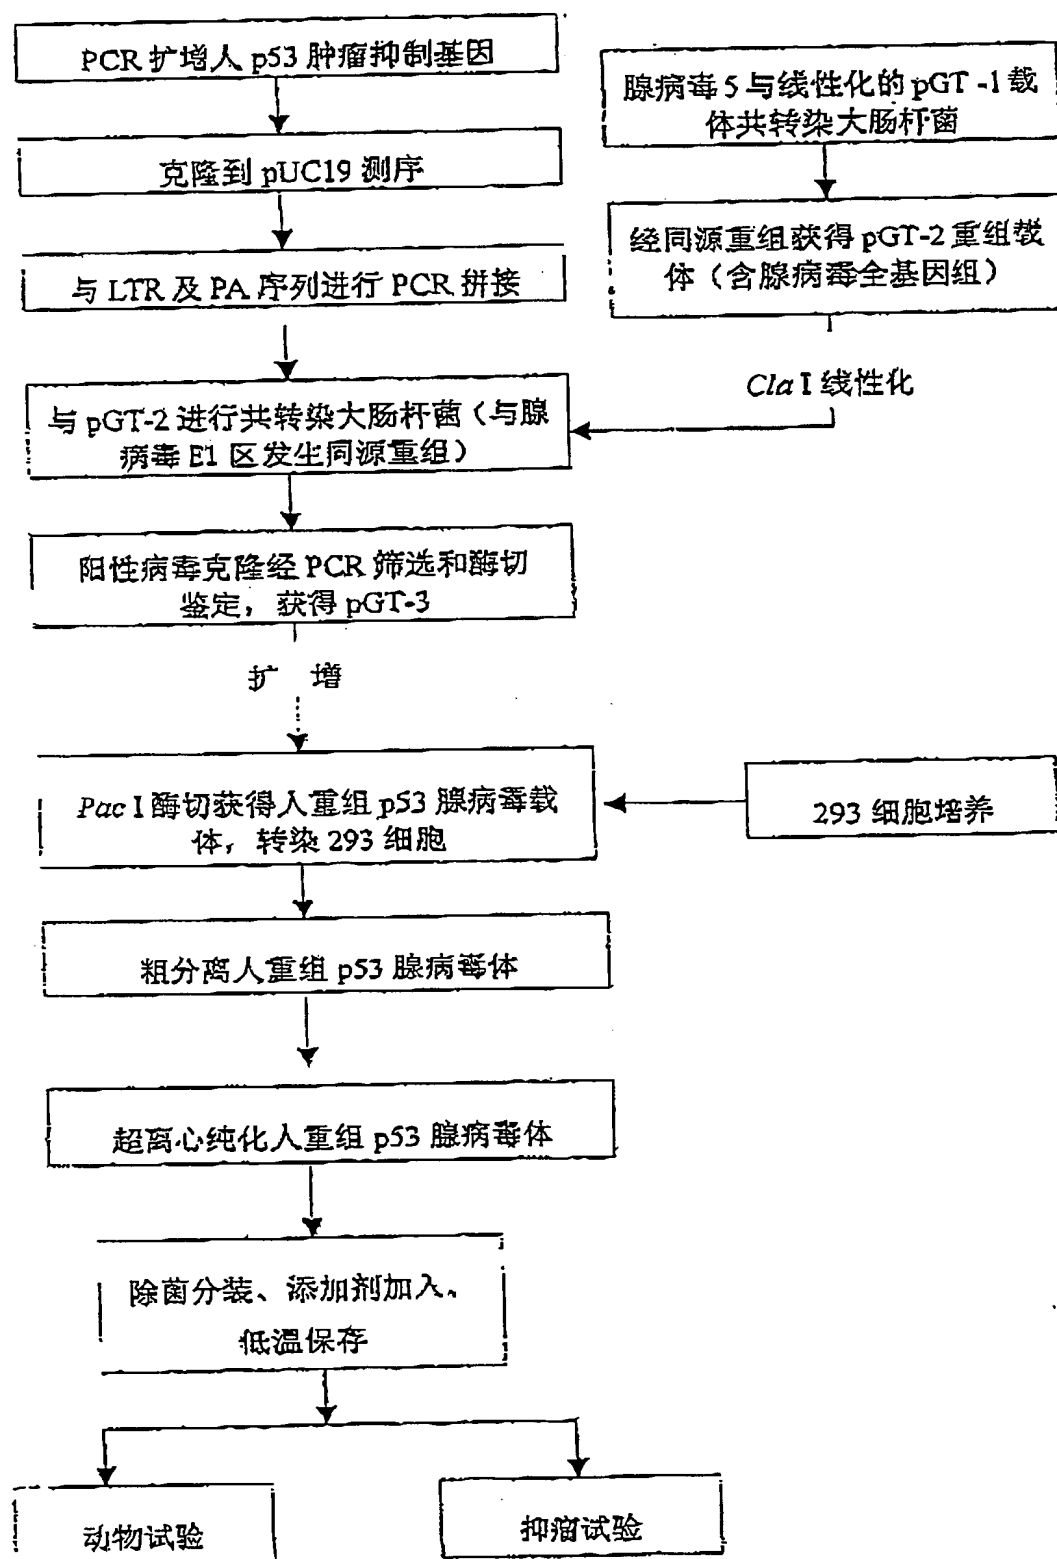 PCR 扩增人 p53 肿瘤抑制基因
克隆到 pUC19 测序
与 LTR 及 PA 序列进行 PCR 拼接
腺病毒 5 与线性化的 pGT -1 载
体共转染大肠杆菌
经同源重组获得 pGT-2 重组载
体（含腺病毒全基因组）
Cla I 线性化
与 pGT-2 进行共转染大肠杆菌（与腺
病毒 E1 区发生同源重组）
阳性病毒克隆经 PCR 筛选和酶切
鉴定，获得 pGT-3
扩 增
Pac I 酶切获得人重组 p53 腺病毒载
体，转染 293 细胞
293 细胞培养
粗分离人重组 p53 腺病毒体
超离心纯化人重组 p53 腺病毒体
除菌分装、添加剂加入、
低温保存
动物试验
抑瘤试验